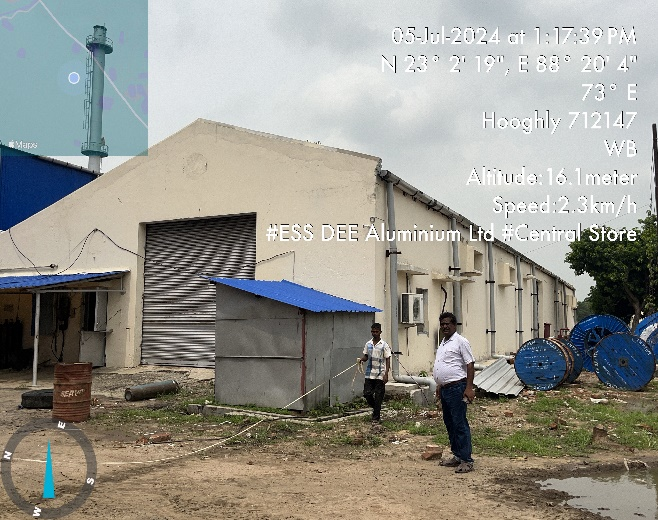 05-Jul-2024 at 1:17:39 PM
N 23° 2' 19", E 88° 20' 4"
73° E
Hooghly 712147
WB
Altitude:16.1meter
Speed:2.3km/h
#ESS DEE Aluminium Ltd #Central Store
Maps
N
E
S
W